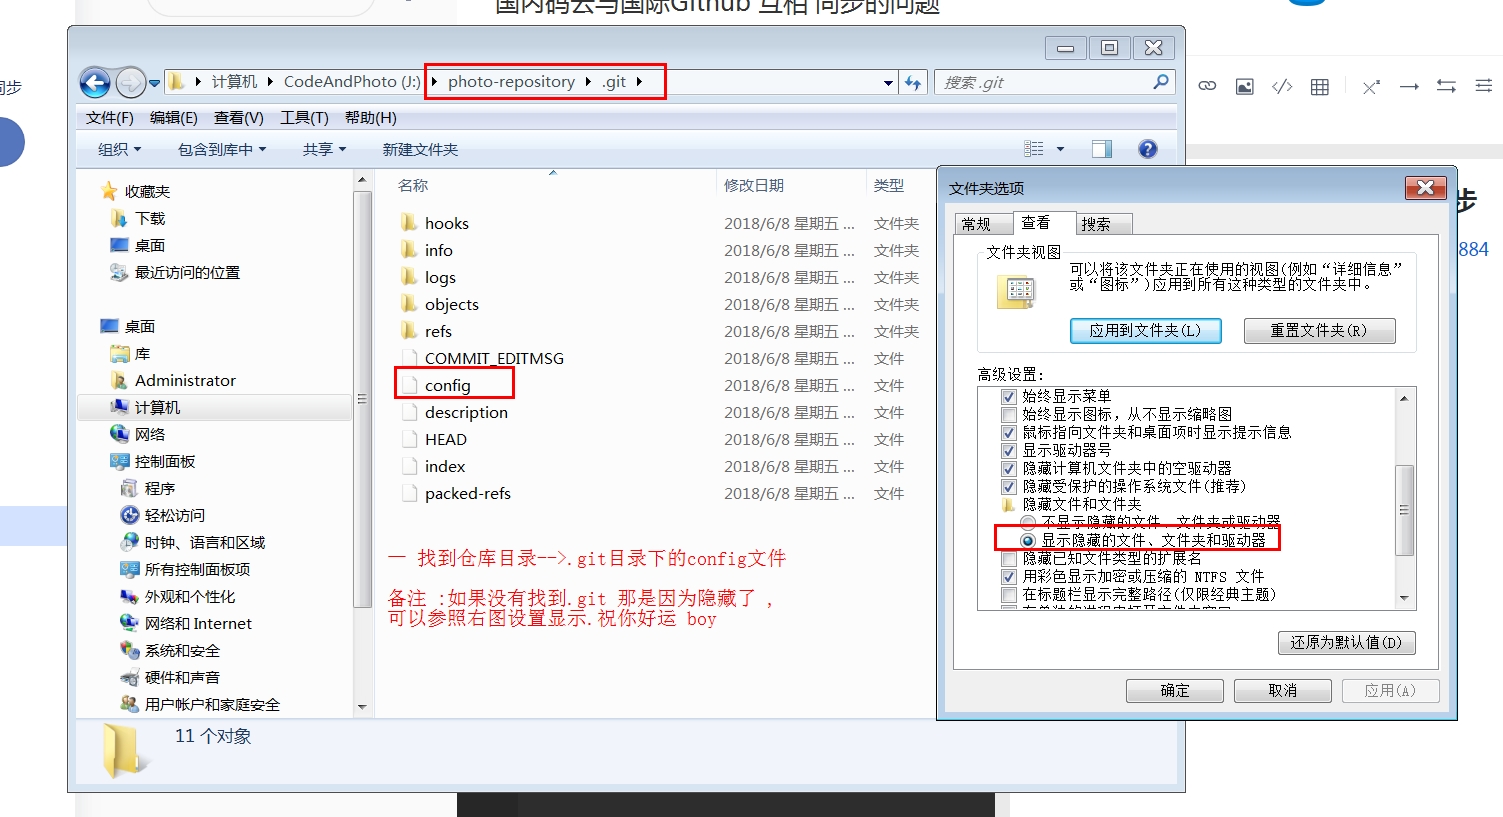 国内码云与国际Github 互相 同步的问题
同步
计算机 CodeAndPhoto (J:) photo-repository .git
搜索 .git
文件(F) 编辑(E) 查看(V) 工具(T) 帮助(H)
组织 包含到库中 共享 新建文件夹
收藏夹
下载
桌面
最近访问的位置
桌面
库
Administrator
计算机
网络
控制面板
程序
轻松访问
时钟、语言和区域
所有控制面板项
外观和个性化
网络和 Internet
系统和安全
硬件和声音
用户帐户和家庭安全
名称 修改日期 类型
hooks 2018/6/8 星期五 ... 文件夹
info 2018/6/8 星期五 ... 文件夹
logs 2018/6/8 星期五 ... 文件夹
objects 2018/6/8 星期五 ... 文件夹
refs 2018/6/8 星期五 ... 文件夹
COMMIT_EDITMSG 2018/6/8 星期五 ... 文件
config 2018/6/8 星期五 ... 文件
description 2018/6/8 星期五 ... 文件
HEAD 2018/6/8 星期五 ... 文件
index 2018/6/8 星期五 ... 文件
packed-refs 2018/6/8 星期五 ... 文件
一 找到仓库目录-->.git目录下的config文件
备注 :如果没有找到.git 那是因为隐藏了 ,
可以参照右图设置显示.祝你好运 boy
11 个对象
文件夹选项
常规 查看 搜索
文件夹视图
可以将该文件夹正在使用的视图(例如“详细信息”
或“图标”)应用到所有这种类型的文件夹中。
应用到文件夹(L) 重置文件夹(R)
高级设置:
始终显示菜单
始终显示图标，从不显示缩略图
鼠标指向文件夹和桌面项时显示提示信息
显示驱动器号
隐藏计算机文件夹中的空驱动器
隐藏受保护的操作系统文件(推荐)
隐藏文件和文件夹
不显示隐藏的文件、文件夹或驱动器
显示隐藏的文件、文件夹和驱动器
隐藏已知文件类型的扩展名
用彩色显示加密或压缩的 NTFS 文件
在标题栏显示完整路径(仅限经典主题)
还原为默认值(D)
确定 取消 应用(A)
步
884